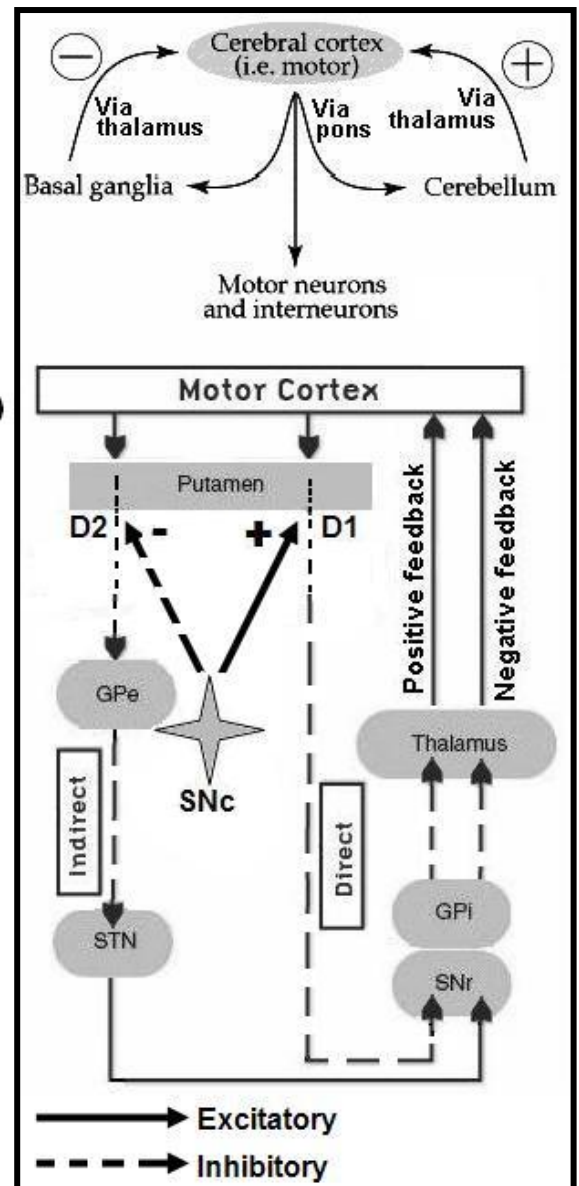 Cerebral cortex
(i.e. motor)
−
+
Via
thalamus
Via
pons
Via
thalamus
Basal ganglia
Cerebellum
Motor neurons
and interneurons
)
Motor Cortex
Putamen
D2
-
+
D1
Positive feedback
Negative feedback
GPe
Thalamus
SNc
Indirect
Direct
GPi
STN
SNr
Excitatory
Inhibitory